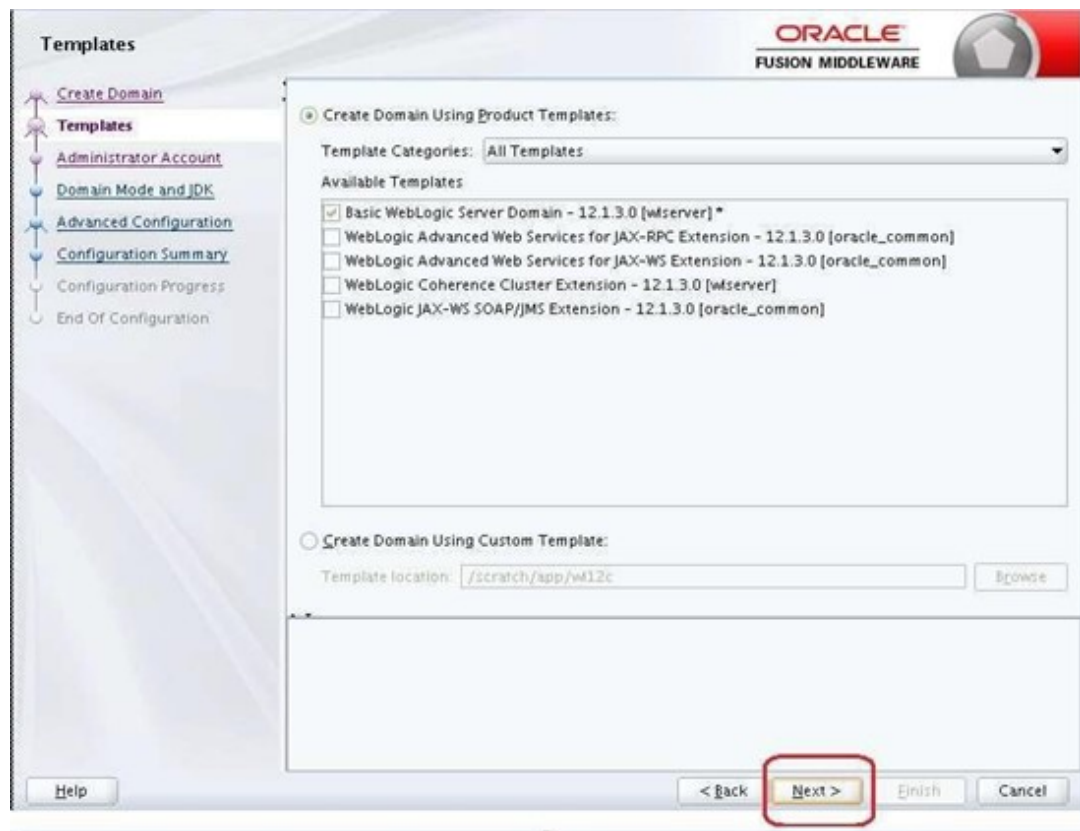 Templates
ORACLE
FUSION MIDDLEWARE
Create Domain
Templates
Administrator Account
Domain Mode and JDK
Advanced Configuration
Configuration Summary
Configuration Progress
End Of Configuration
Create Domain Using Product Templates:
Template Categories: All Templates
Available Templates
Basic WebLogic Server Domain - 12.1.3.0 [wlserver] *
WebLogic Advanced Web Services for JAX-RPC Extension - 12.1.3.0 [oracle_common]
WebLogic Advanced Web Services for JAX-WS Extension - 12.1.3.0 [oracle_common]
WebLogic Coherence Cluster Extension - 12.1.3.0 [wlserver]
WebLogic JAX-WS SOAP/JMS Extension - 12.1.3.0 [oracle_common]
Create Domain Using Custom Template:
Template location: /scratch/app/wl12c Browse
Help < Back Next > Finish Cancel